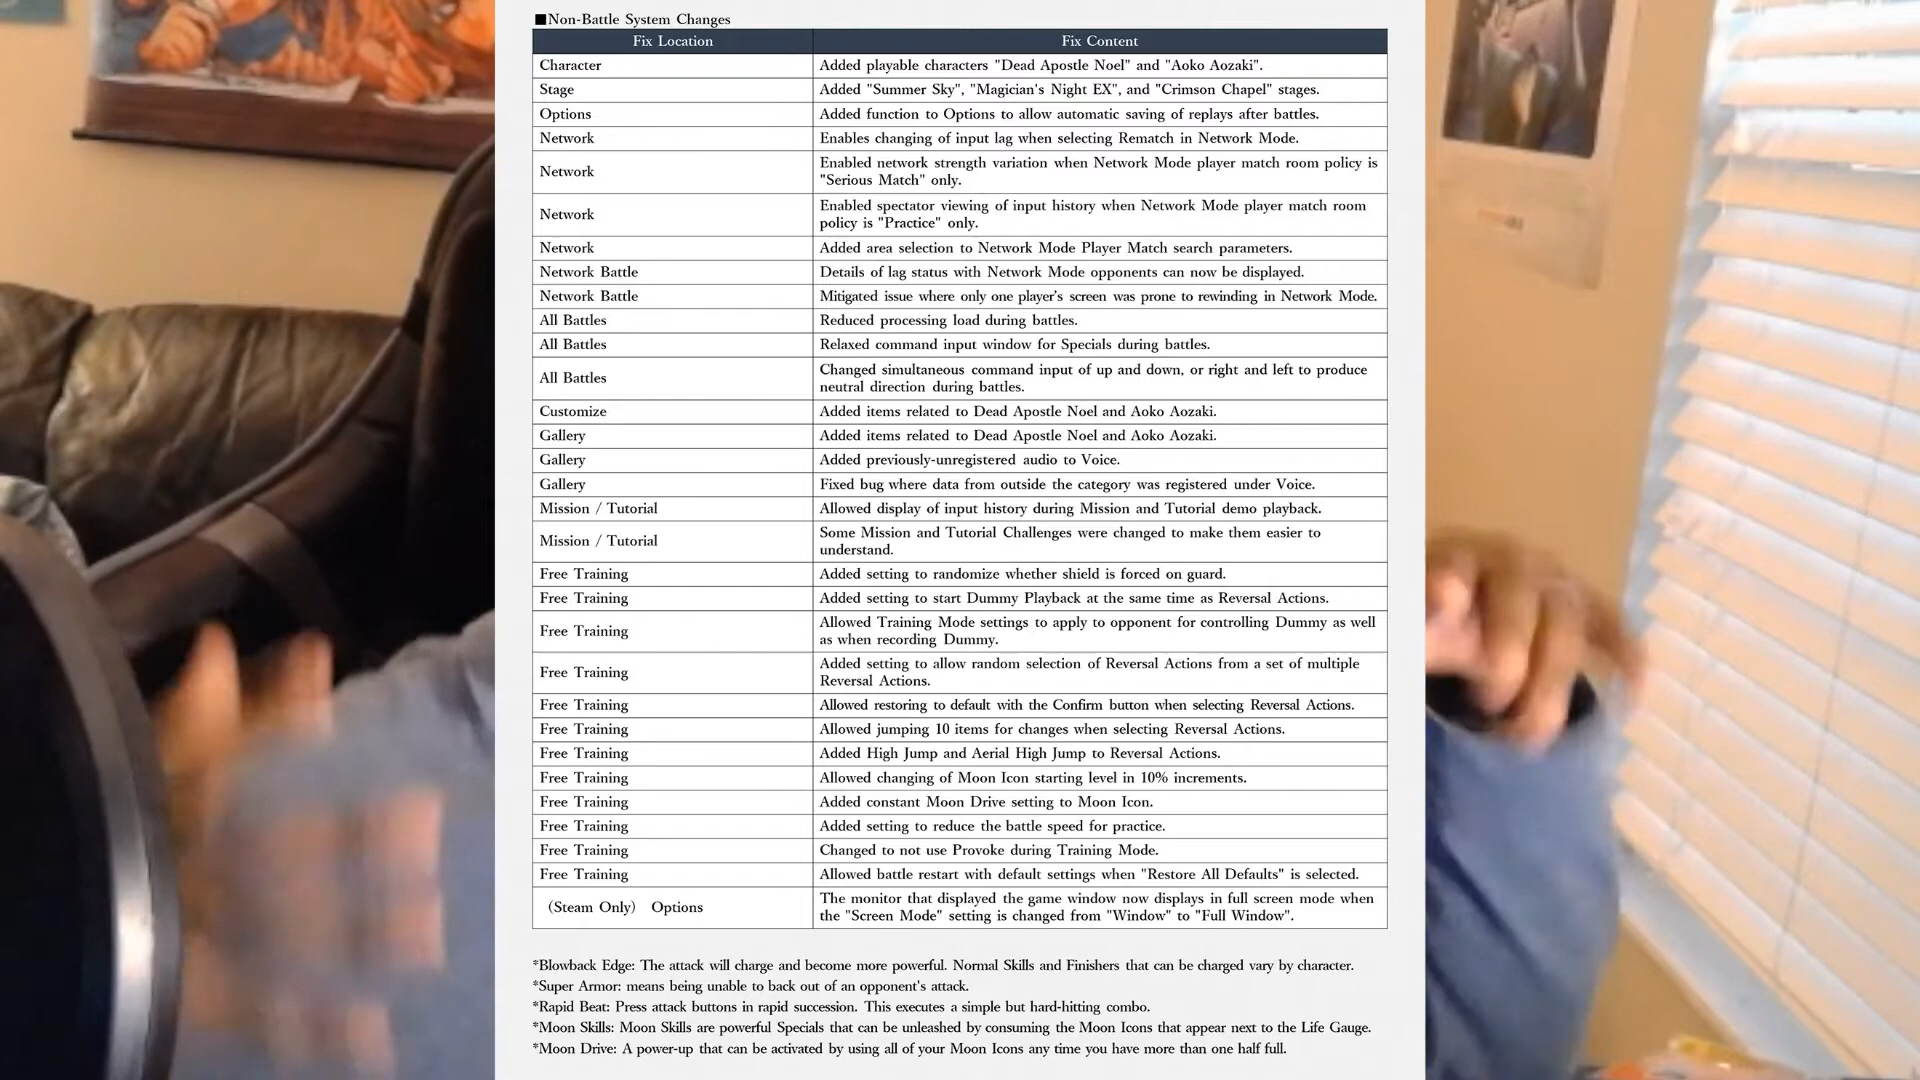 ■Non-Battle System Changes
Fix Location Fix Content
Character Added playable characters "Dead Apostle Noel" and "Aoko Aozaki".
Stage Added "Summer Sky", "Magician's Night EX", and "Crimson Chapel" stages.
Options Added function to Options to allow automatic saving of replays after battles.
Network Enables changing of input lag when selecting Rematch in Network Mode.
Network Enabled network strength variation when Network Mode player match room policy is
"Serious Match" only.
Network Enabled spectator viewing of input history when Network Mode player match room
policy is "Practice" only.
Network Added area selection to Network Mode Player Match search parameters.
Network Battle Details of lag status with Network Mode opponents can now be displayed.
Network Battle Mitigated issue where only one player's screen was prone to rewinding in Network Mode.
All Battles Reduced processing load during battles.
All Battles Relaxed command input window for Specials during battles.
All Battles Changed simultaneous command input of up and down, or right and left to produce
neutral direction during battles.
Customize Added items related to Dead Apostle Noel and Aoko Aozaki.
Gallery Added items related to Dead Apostle Noel and Aoko Aozaki.
Gallery Added previously-unregistered audio to Voice.
Gallery Fixed bug where data from outside the category was registered under Voice.
Mission / Tutorial Allowed display of input history during Mission and Tutorial demo playback.
Mission / Tutorial Some Mission and Tutorial Challenges were changed to make them easier to
understand.
Free Training Added setting to randomize whether shield is forced on guard.
Free Training Added setting to start Dummy Playback at the same time as Reversal Actions.
Free Training Allowed Training Mode settings to apply to opponent for controlling Dummy as well
as when recording Dummy.
Free Training Added setting to allow random selection of Reversal Actions from a set of multiple
Reversal Actions.
Free Training Allowed restoring to default with the Confirm button when selecting Reversal Actions.
Free Training Allowed jumping 10 items for changes when selecting Reversal Actions.
Free Training Added High Jump and Aerial High Jump to Reversal Actions.
Free Training Allowed changing of Moon Icon starting level in 10% increments.
Free Training Added constant Moon Drive setting to Moon Icon.
Free Training Added setting to reduce the battle speed for practice.
Free Training Changed to not use Provoke during Training Mode.
Free Training Allowed battle restart with default settings when "Restore All Defaults" is selected.
(Steam Only) Options The monitor that displayed the game window now displays in full screen mode when
the "Screen Mode" setting is changed from "Window" to "Full Window".
*Blowback Edge: The attack will charge and become more powerful. Normal Skills and Finishers that can be charged vary by character.
*Super Armor: means being unable to back out of an opponent's attack.
*Rapid Beat: Press attack buttons in rapid succession. This executes a simple but hard-hitting combo.
*Moon Skills: Moon Skills are powerful Specials that can be unleashed by consuming the Moon Icons that appear next to the Life Gauge.
*Moon Drive: A power-up that can be activated by using all of your Moon Icons any time you have more than one half full.